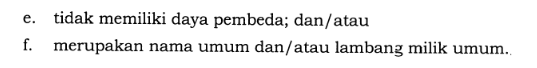 e. tidak memiliki daya pembeda; dan/atau
f. merupakan nama umum dan/atau lambang milik umum.